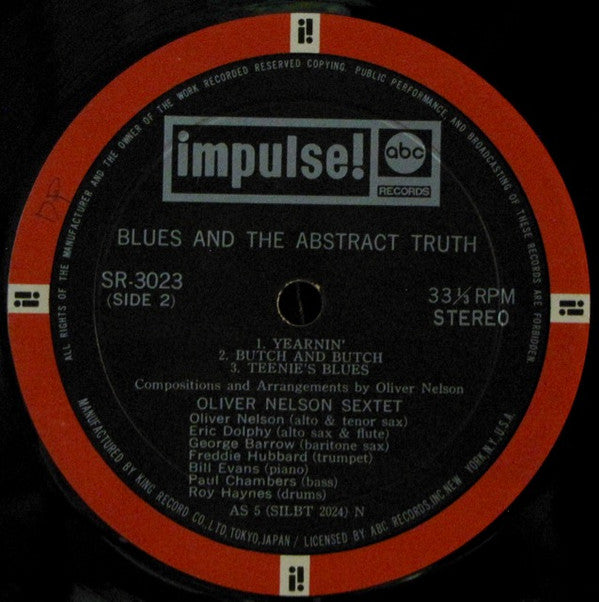 i!
ALL RIGHTS OF THE MANUFACTURER AND THE OWNER OF THE WORK RECORDED RESERVED COPYING, PUBLIC PERFORMANCE, AND BROADCASTING OF THESE RECORDS ARE FORBIDDEN.
impulse!
abc
RECORDS
BLUES AND THE ABSTRACT TRUTH
SR-3023
(SIDE 2)
33⅓ RPM
STEREO
i!
i!
1. YEARNIN'
2. BUTCH AND BUTCH
3. TEENIE'S BLUES
Compositions and Arrangements by Oliver Nelson
OLIVER NELSON SEXTET
Oliver Nelson (alto & tenor sax)
Eric Dolphy (alto sax & flute)
George Barrow (baritone sax)
Freddie Hubbard (trumpet)
Bill Evans (piano)
Paul Chambers (bass)
Roy Haynes (drums)
AS 5 (SILBT 2024) N
MANUFACTURED BY KING RECORD CO., LTD, TOKYO, JAPAN / LICENSED BY ABC RECORDS, INC. NEW YORK, N.Y., U.S.A.
i!